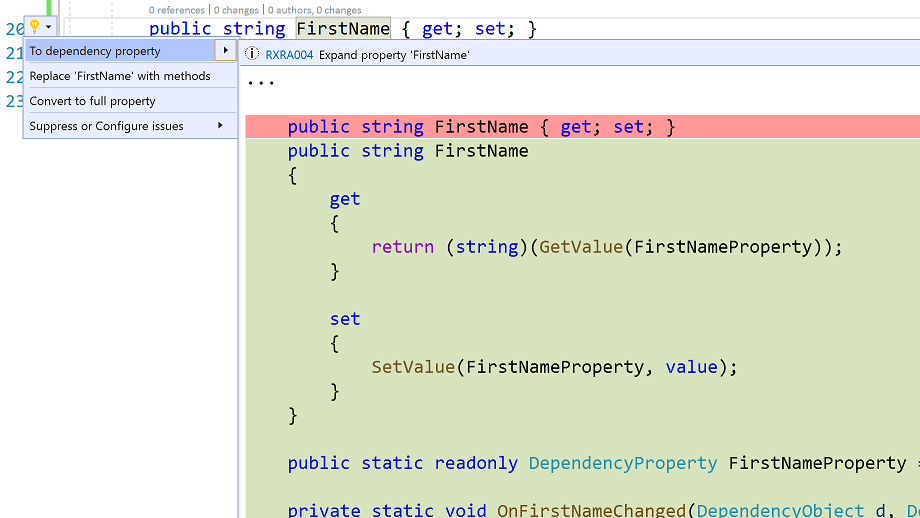 0 references | 0 changes | 0 authors, 0 changes
20 public string FirstName { get; set; }
21 To dependency property
RXRA004 Expand property 'FirstName'
22 Replace 'FirstName' with methods
...
23 Convert to full property
Suppress or Configure issues
public string FirstName { get; set; }
public string FirstName
{
get
{
return (string)(GetValue(FirstNameProperty));
}
set
{
SetValue(FirstNameProperty, value);
}
}
public static readonly DependencyProperty FirstNameProperty =
private static void OnFirstNameChanged(DependencyObject d,